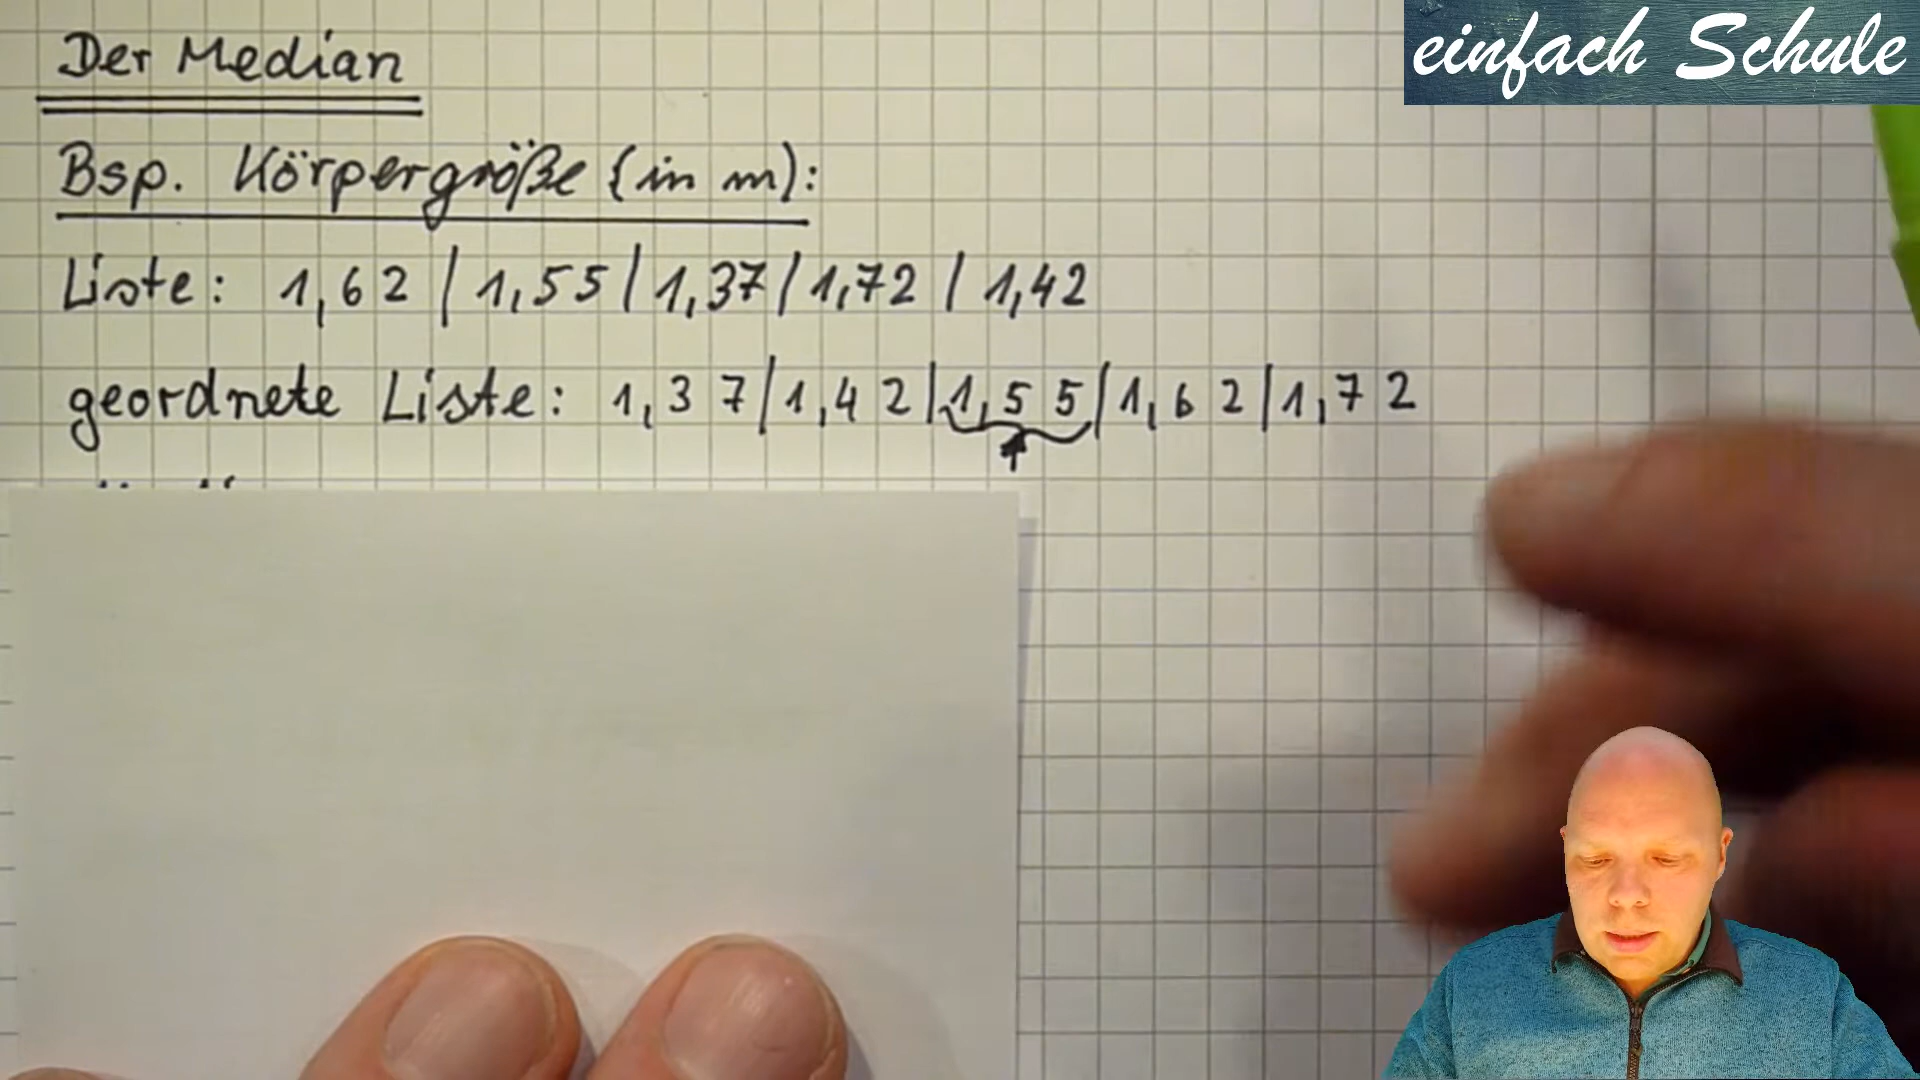 einfach Schule
Der Median
Bsp. Körpergröße (in m):
Liste: 1,62 | 1,55 | 1,37 | 1,72 | 1,42
geordnete Liste: 1,37 | 1,42 | 1,55 | 1,62 | 1,72